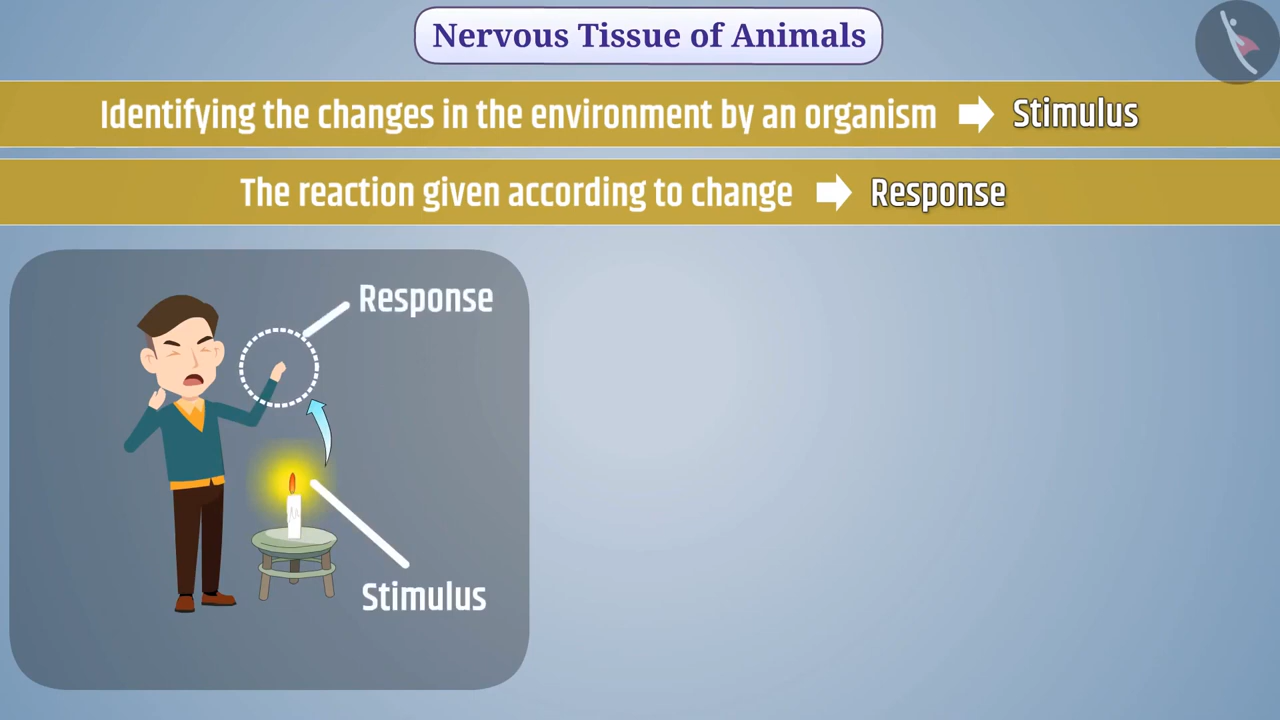 Nervous Tissue of Animals
Identifying the changes in the environment by an organism ➡ Stimulus
The reaction given according to change ➡ Response
Response
Stimulus